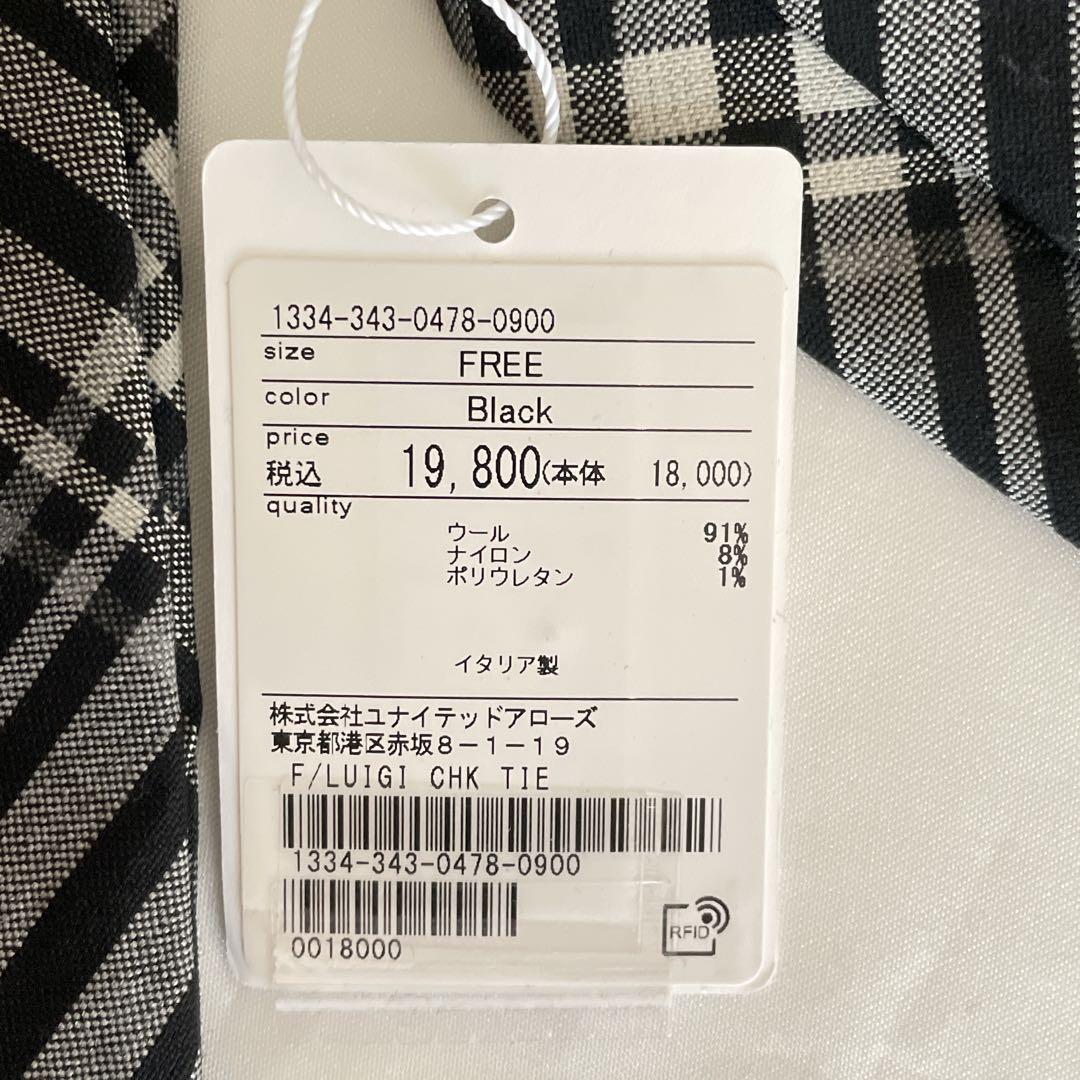 1334-343-0478-0900
size FREE
color Black
price
税込 19,800(本体 18,000)
quality
ウール 91%
ナイロン 8%
ポリウレタン 1%
イタリア製
株式会社ユナイテッドアローズ
東京都港区赤坂8-1-19
F/LUIGI CHK TIE
1334-343-0478-0900
0018000
RFID